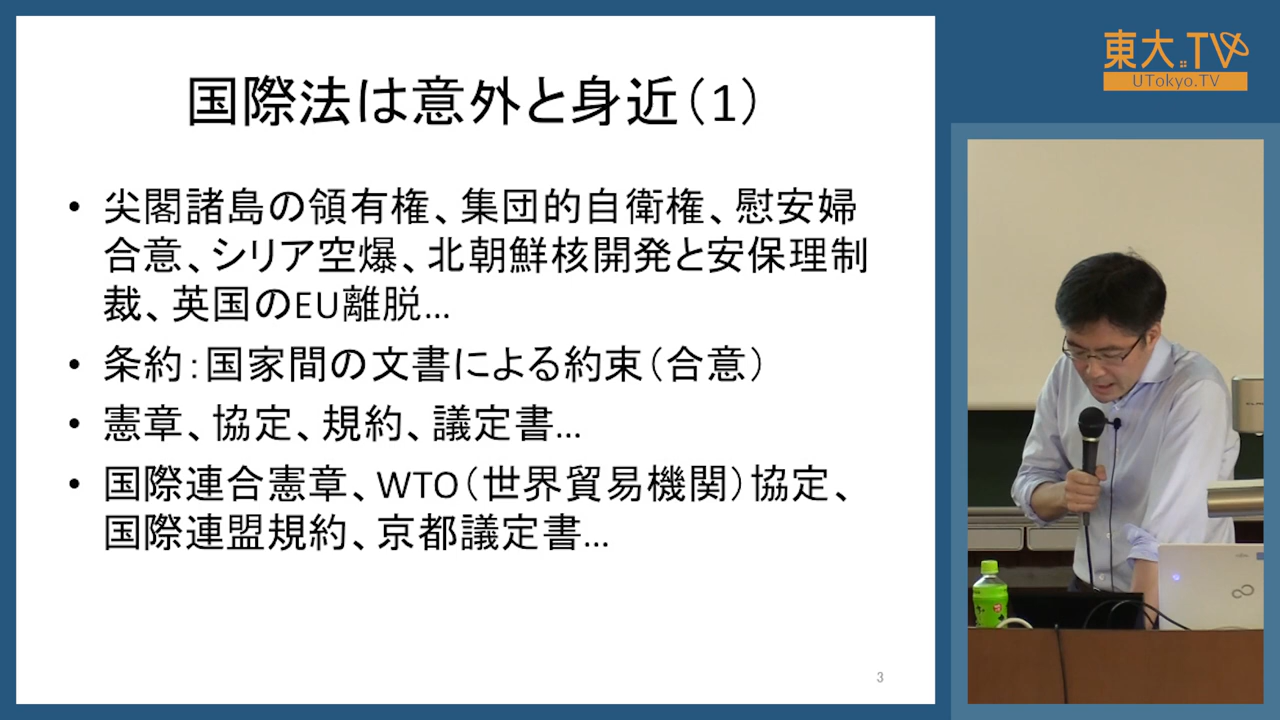 国際法は意外と身近（1）
• 尖閣諸島の領有権、集団的自衛権、慰安婦
合意、シリア空爆、北朝鮮核開発と安保理制
裁、英国のEU離脱…
• 条約：国家間の文書による約束（合意）
• 憲章、協定、規約、議定書…
• 国際連合憲章、WTO（世界貿易機関）協定、
国際連盟規約、京都議定書…
3
東大.TV
UTokyo.TV